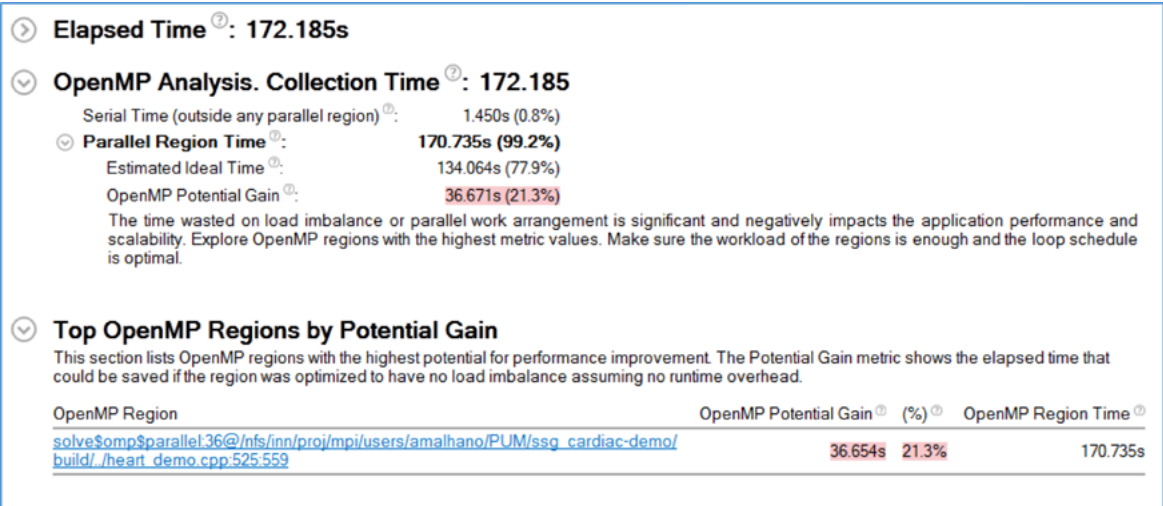 Elapsed Time ?: 172.185s
OpenMP Analysis. Collection Time ?: 172.185
Serial Time (outside any parallel region) ?: 1.450s (0.8%)
Parallel Region Time ?: 170.735s (99.2%)
Estimated Ideal Time ?: 134.064s (77.9%)
OpenMP Potential Gain ?: 36.671s (21.3%)
The time wasted on load imbalance or parallel work arrangement is significant and negatively impacts the application performance and
scalability. Explore OpenMP regions with the highest metric values. Make sure the workload of the regions is enough and the loop schedule
is optimal.
Top OpenMP Regions by Potential Gain
This section lists OpenMP regions with the highest potential for performance improvement. The Potential Gain metric shows the elapsed time that
could be saved if the region was optimized to have no load imbalance assuming no runtime overhead.
OpenMP Region OpenMP Potential Gain ? (%) ? OpenMP Region Time ?
solve$omp$parallel:36@/nfs/inn/proj/mpi/users/amalhano/PUM/ssg_cardiac-demo/
build/../heart_demo.cpp:525:559 36.654s 21.3% 170.735s